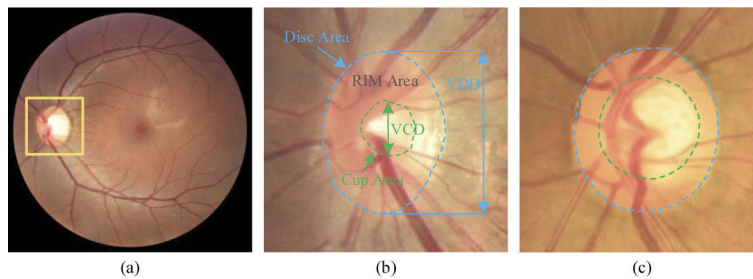 Disc Area
RIM Area
VDD
VCD
Cup Area
(a)
(b)
(c)